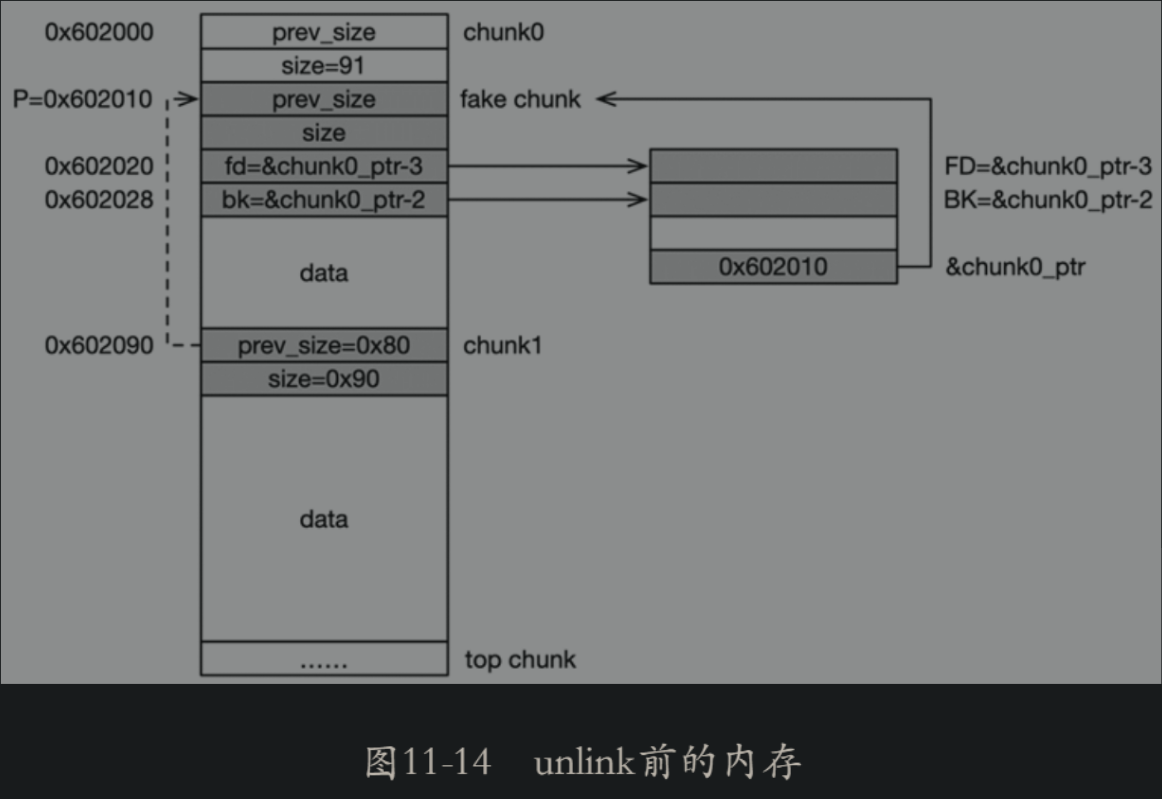 0x602000 prev_size chunk0
size=91
P=0x602010 prev_size fake chunk
size
0x602020 fd=&chunk0_ptr-3 FD=&chunk0_ptr-3
0x602028 bk=&chunk0_ptr-2 BK=&chunk0_ptr-2
0x602010 &chunk0_ptr
data
0x602090 prev_size=0x80 chunk1
size=0x90
data
...... top chunk
图11-14 unlink前的内存